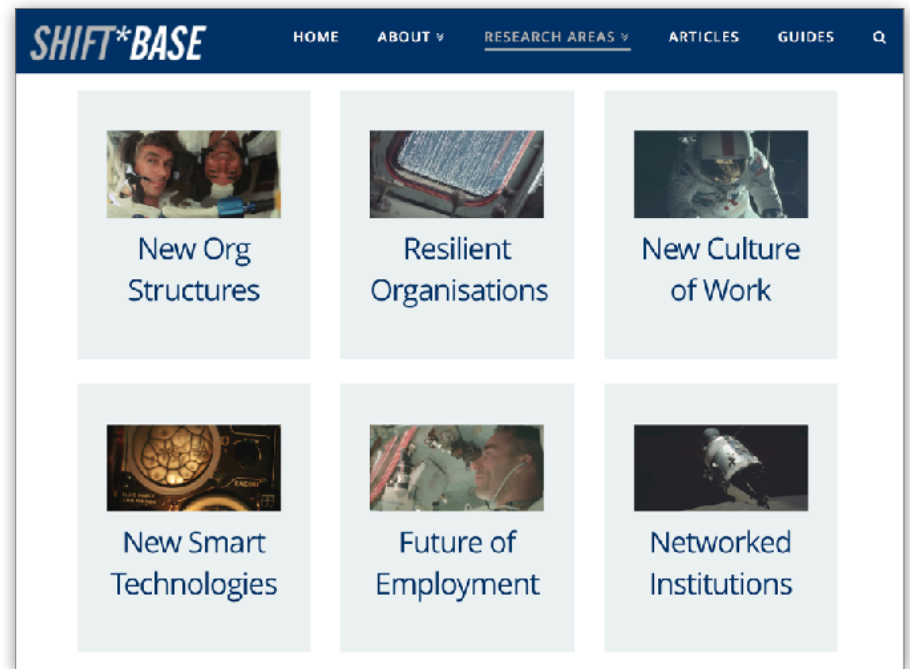 SHIFT*BASE
HOME ABOUT RESEARCH AREAS ARTICLES GUIDES
New Org
Structures
Resilient
Organisations
New Culture
of Work
New Smart
Technologies
Future of
Employment
Networked
Institutions